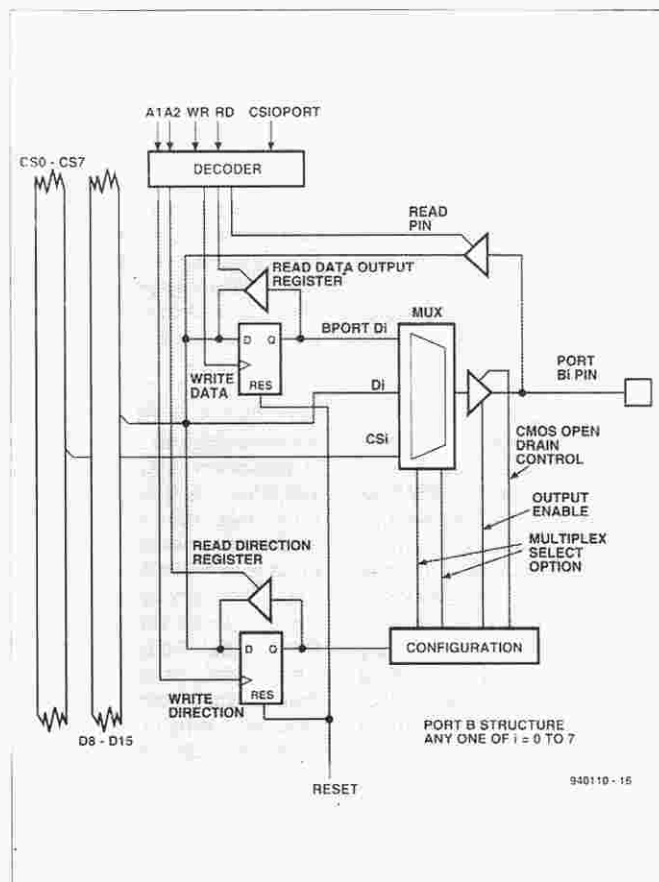 A1 A2 WR RD CSIOPORT
CS0 - CS7
DECODER
READ
PIN
READ DATA OUTPUT
REGISTER
MUX
BPORT Di
D Q
PORT
Bi PIN
WRITE
DATA
RES
Di
CSi
CMOS OPEN
DRAIN
CONTROL
OUTPUT
ENABLE
READ DIRECTION
REGISTER
MULTIPLEX
SELECT
OPTION
D Q
CONFIGURATION
WRITE
DIRECTION
RES
D8 - D15
PORT B STRUCTURE
ANY ONE OF i = 0 TO 7
RESET
940110 - 16